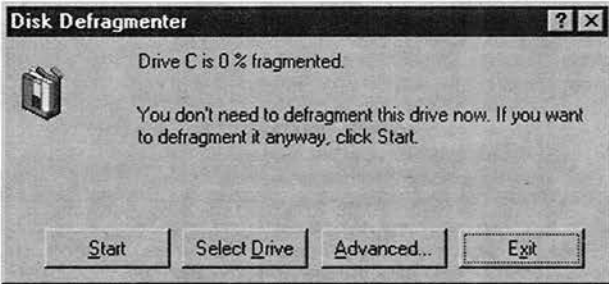 Disk Defragmenter
Drive C is 0 % fragmented.
You don't need to defragment this drive now. If you want
to defragment it anyway, click Start.
Start
Select Drive
Advanced...
Exit